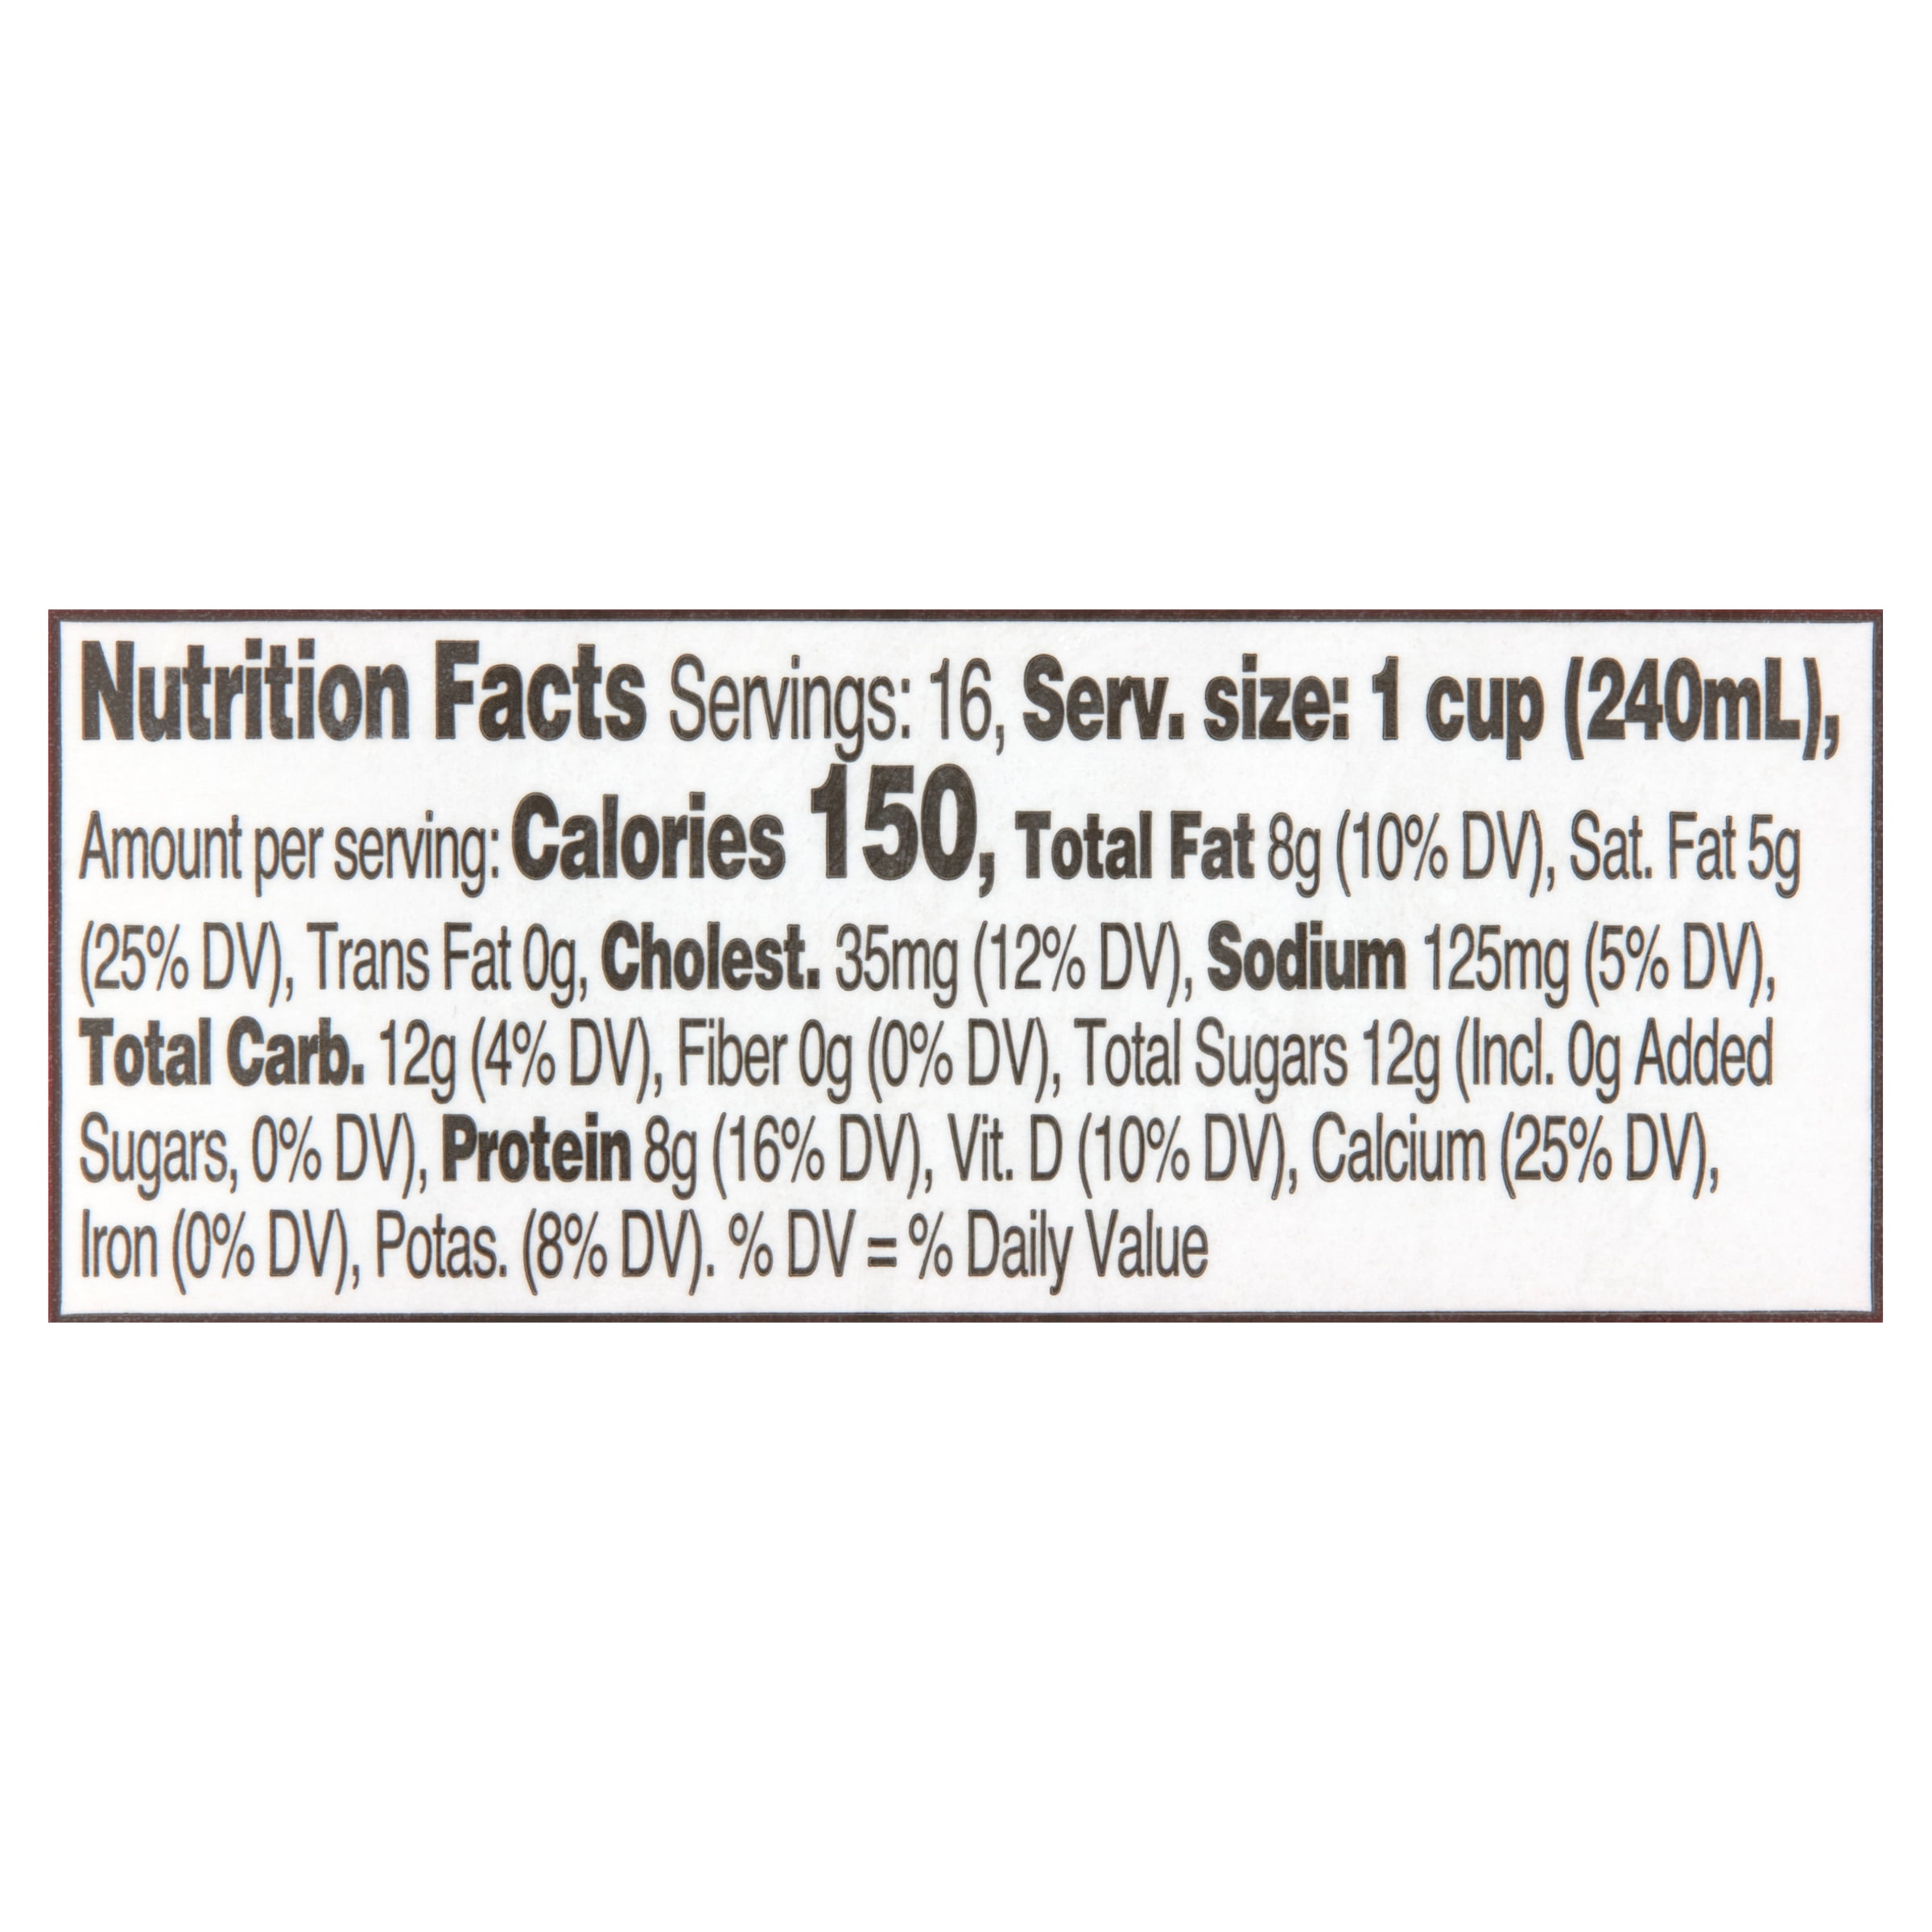 Nutrition Facts Servings: 16, Serv. size: 1 cup (240mL),
Amount per serving: Calories 150, Total Fat 8g (10% DV), Sat. Fat 5g
(25% DV), Trans Fat 0g, Cholest. 35mg (12% DV), Sodium 125mg (5% DV),
Total Carb. 12g (4% DV), Fiber 0g (0% DV), Total Sugars 12g (Incl. 0g Added
Sugars, 0% DV), Protein 8g (16% DV), Vit. D (10% DV), Calcium (25% DV),
Iron (0% DV), Potas. (8% DV). % DV = % Daily Value